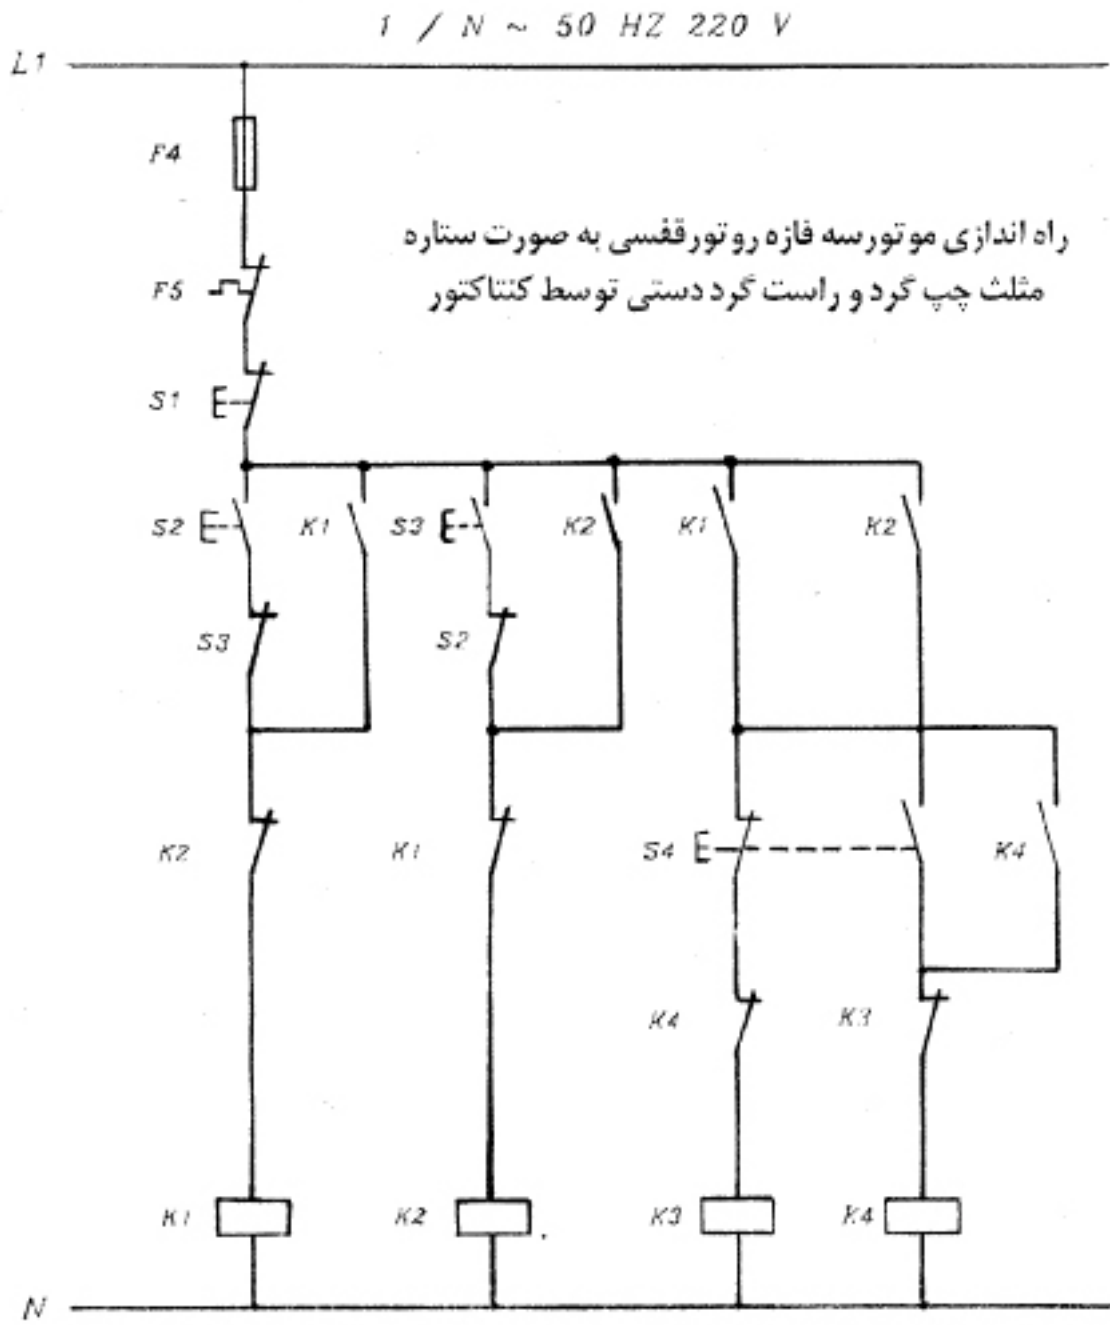 1 / N ~ 50 HZ 220 V
L1
F4
راه اندازی موتورسه فازه روتورقفسی به صورت ستاره
مثلث چپ گرد و راست گرد دستی توسط کنتاکتور
F5
S1
S2 K1 S3 K2 K1 K2
S3 S2
K2 K1 S4 K4
K4 K3
K1 K2 K3 K4
N